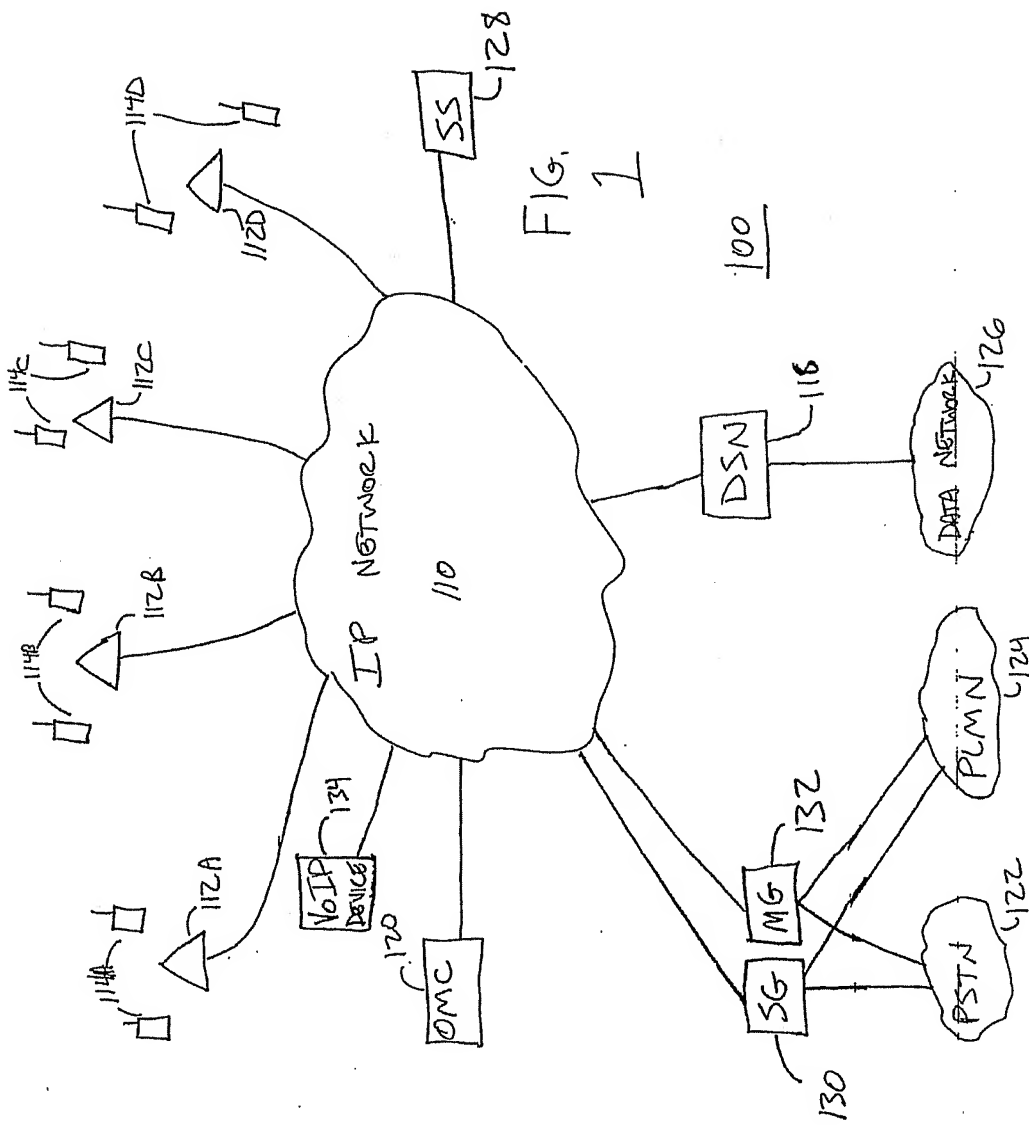 114A
112A
114B
112B
114C
112C
114D
112D
VoIP
DEVICE
134
OMC
120
IP NETWORK
110
SS
128
FIG.
1
100
SG
130
MG
132
DSN
118
PSTN
122
PLMN
124
DATA NETWORK
126